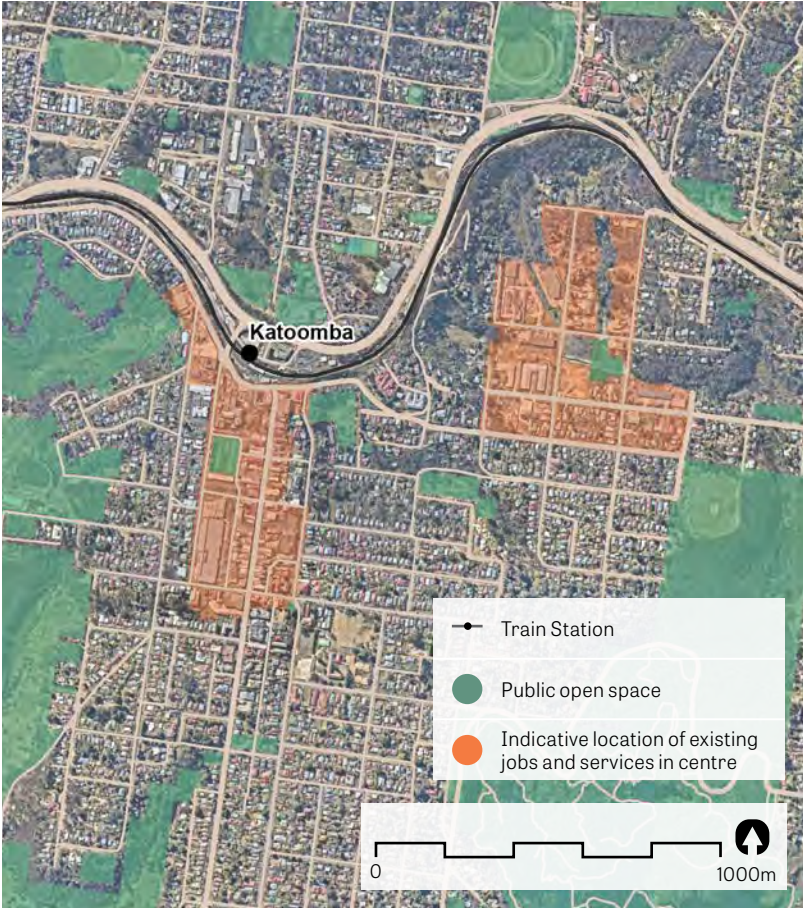 Katoomba
Train Station
Public open space
Indicative location of existing
jobs and services in centre
0
1000m